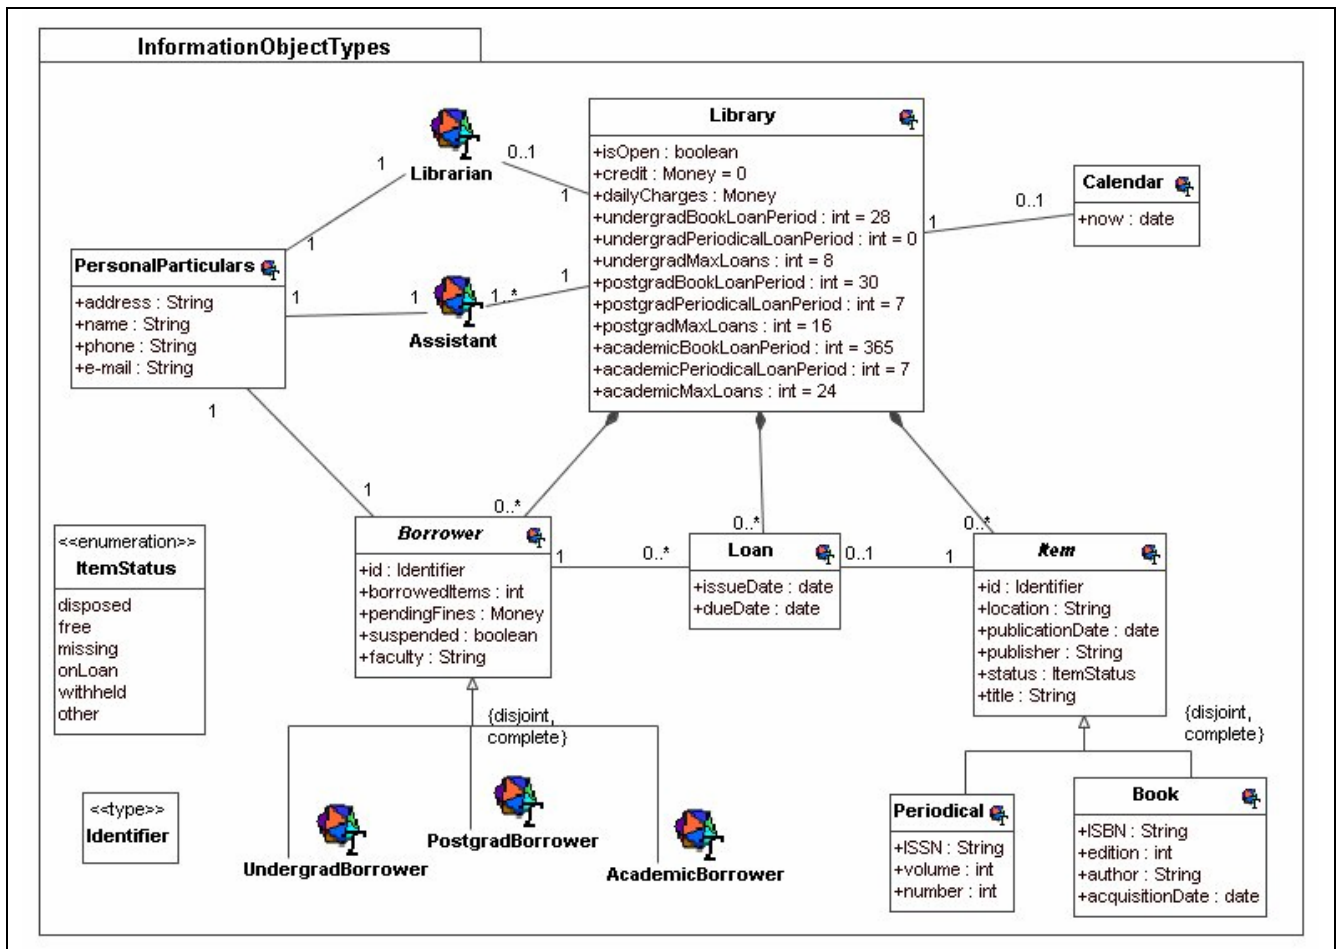 InformationObjectTypes
Librarian
1
0..1
1
1
Library
+isOpen : boolean
+credit : Money = 0
+dailyCharges : Money
+undergradBookLoanPeriod : int = 28
+undergradPeriodicalLoanPeriod : int = 0
+undergradMaxLoans : int = 8
+postgradBookLoanPeriod : int = 30
+postgradPeriodicalLoanPeriod : int = 7
+postgradMaxLoans : int = 16
+academicBookLoanPeriod : int = 365
+academicPeriodicalLoanPeriod : int = 7
+academicMaxLoans : int = 24
1
0..1
Calendar
+now : date
PersonalParticulars
+address : String
+name : String
+phone : String
+e-mail : String
1
1
Assistant
1..*
1
1
1
0..*
0..*
0..*
<<enumeration>>
ItemStatus
disposed
free
missing
onLoan
withheld
other
Borrower
+id : Identifier
+borrowedItems : int
+pendingFines : Money
+suspended : boolean
+faculty : String
1
0..*
Loan
+issueDate : date
+dueDate : date
0..1
1
Item
+id : Identifier
+location : String
+publicationDate : date
+publisher : String
+status : ItemStatus
+title : String
{disjoint,
complete}
{disjoint,
complete}
<<type>>
Identifier
UndergradBorrower
PostgradBorrower
AcademicBorrower
Periodical
+ISSN : String
+volume : int
+number : int
Book
+ISBN : String
+edition : int
+author : String
+acquisitionDate : date